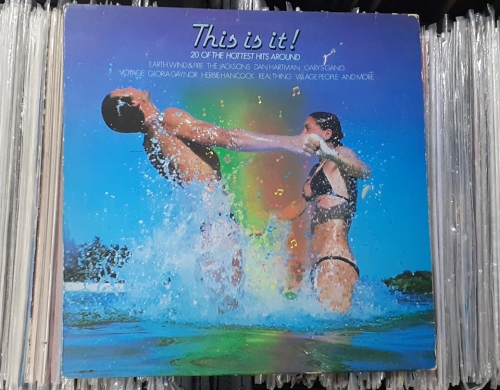 This is it!
20 OF THE HOTTEST HITS AROUND
EARTH WIND & FIRE THE JACKSONS DAN HARTMAN GARY'S GANG
VOYAGE GLORIA GAYNOR HERBIE HANCOCK REAL THING VILLAGE PEOPLE AND MORE